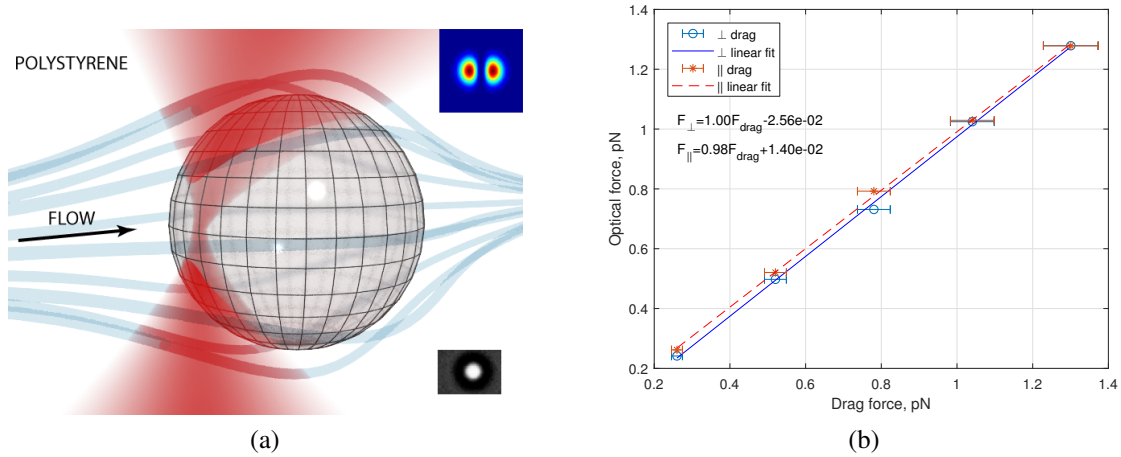 POLYSTYRENE
FLOW
(a)
1.4
1.2
1
0.8
0.6
0.4
0.2
Optical force, pN
⊥ drag
⊥ linear fit
|| drag
|| linear fit
F⊥=1.00F_drag-2.56e-02
F||=0.98F_drag+1.40e-02
0.2 0.4 0.6 0.8 1 1.2 1.4
Drag force, pN
(b)